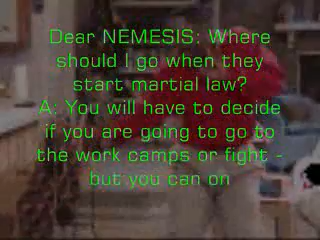 Dear NEMESIS: Where
should I go when they
start martial law?
A: You will have to decide
if you are going to go to
the work camps or fight -
but you can on